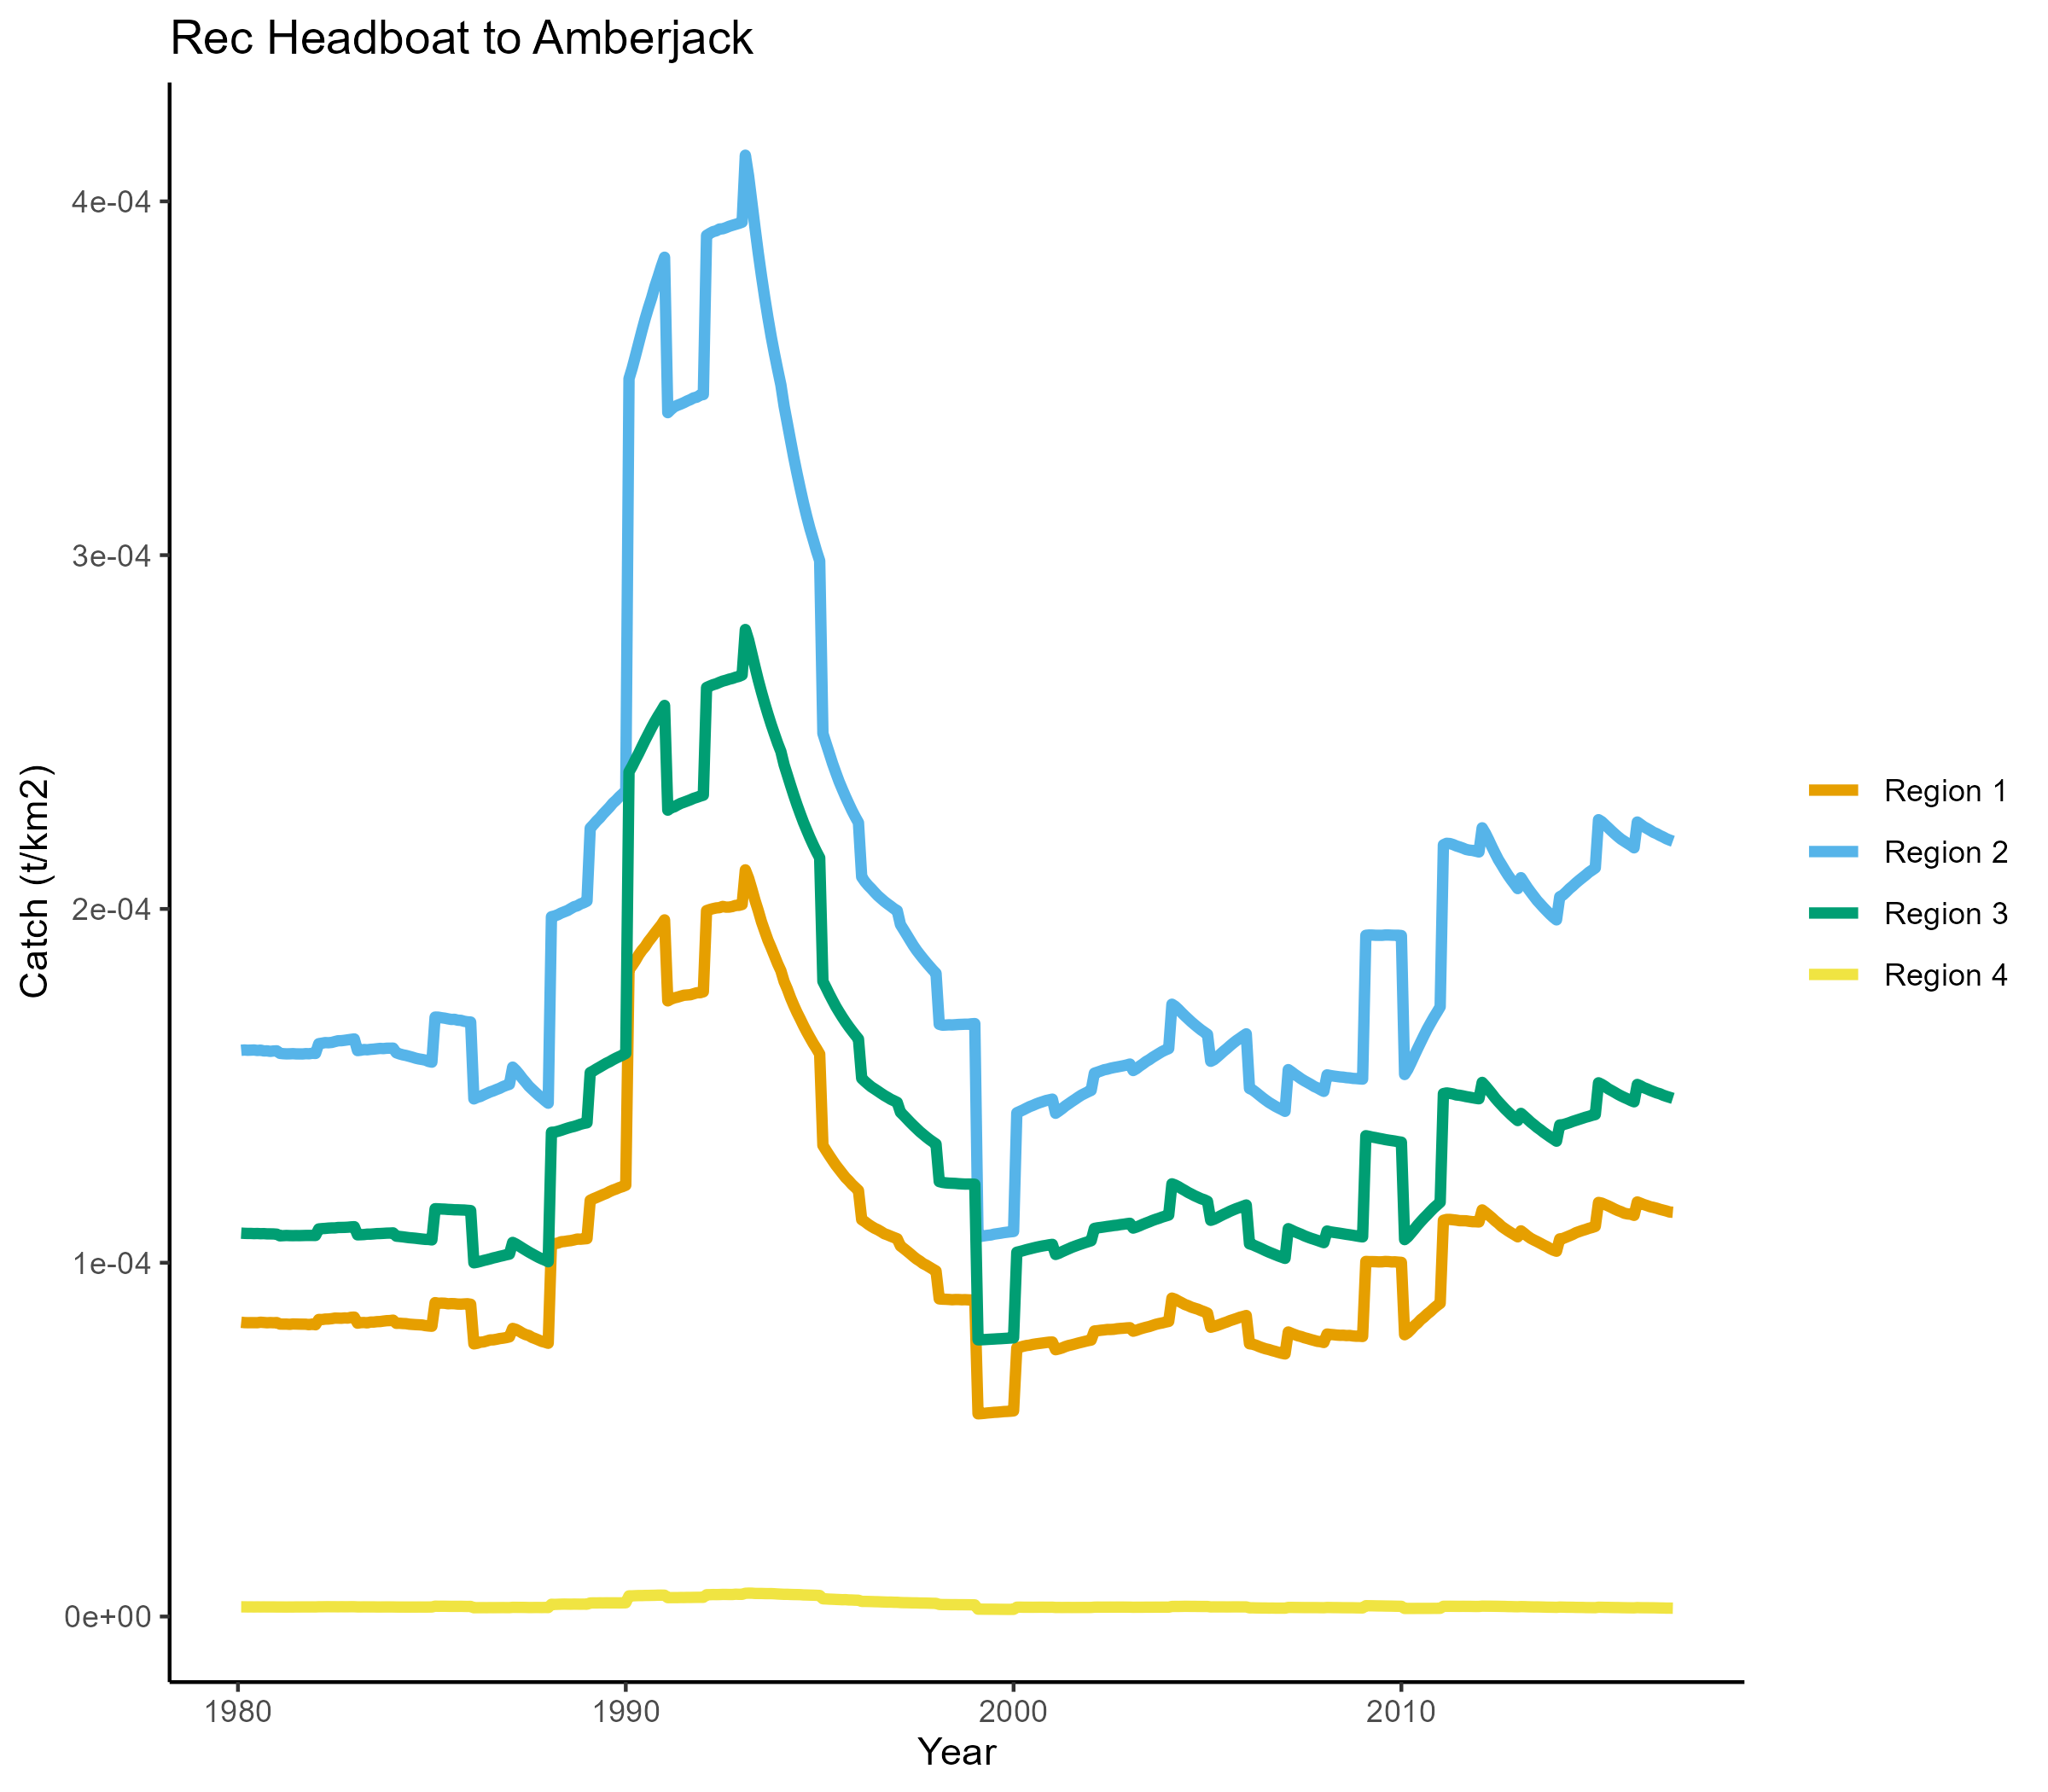 Rec Headboat to Amberjack
Catch (t/km2)
4e-04
3e-04
2e-04
1e-04
0e+00
1980
1990
2000
2010
Year
Region 1
Region 2
Region 3
Region 4